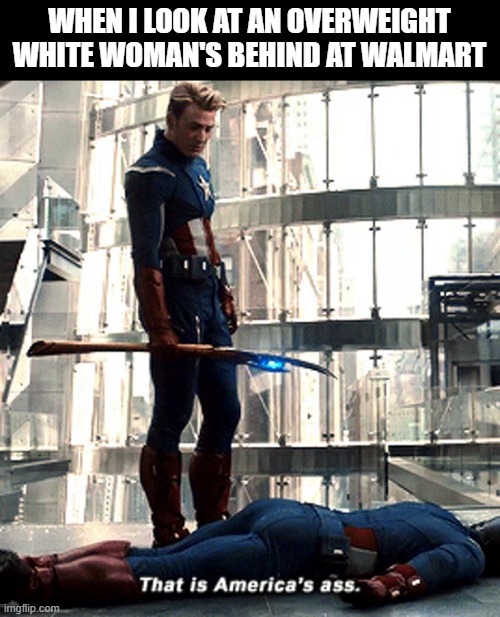 WHEN I LOOK AT AN OVERWEIGHT
WHITE WOMAN'S BEHIND AT WALMART
That is America's ass.
imgflip.com